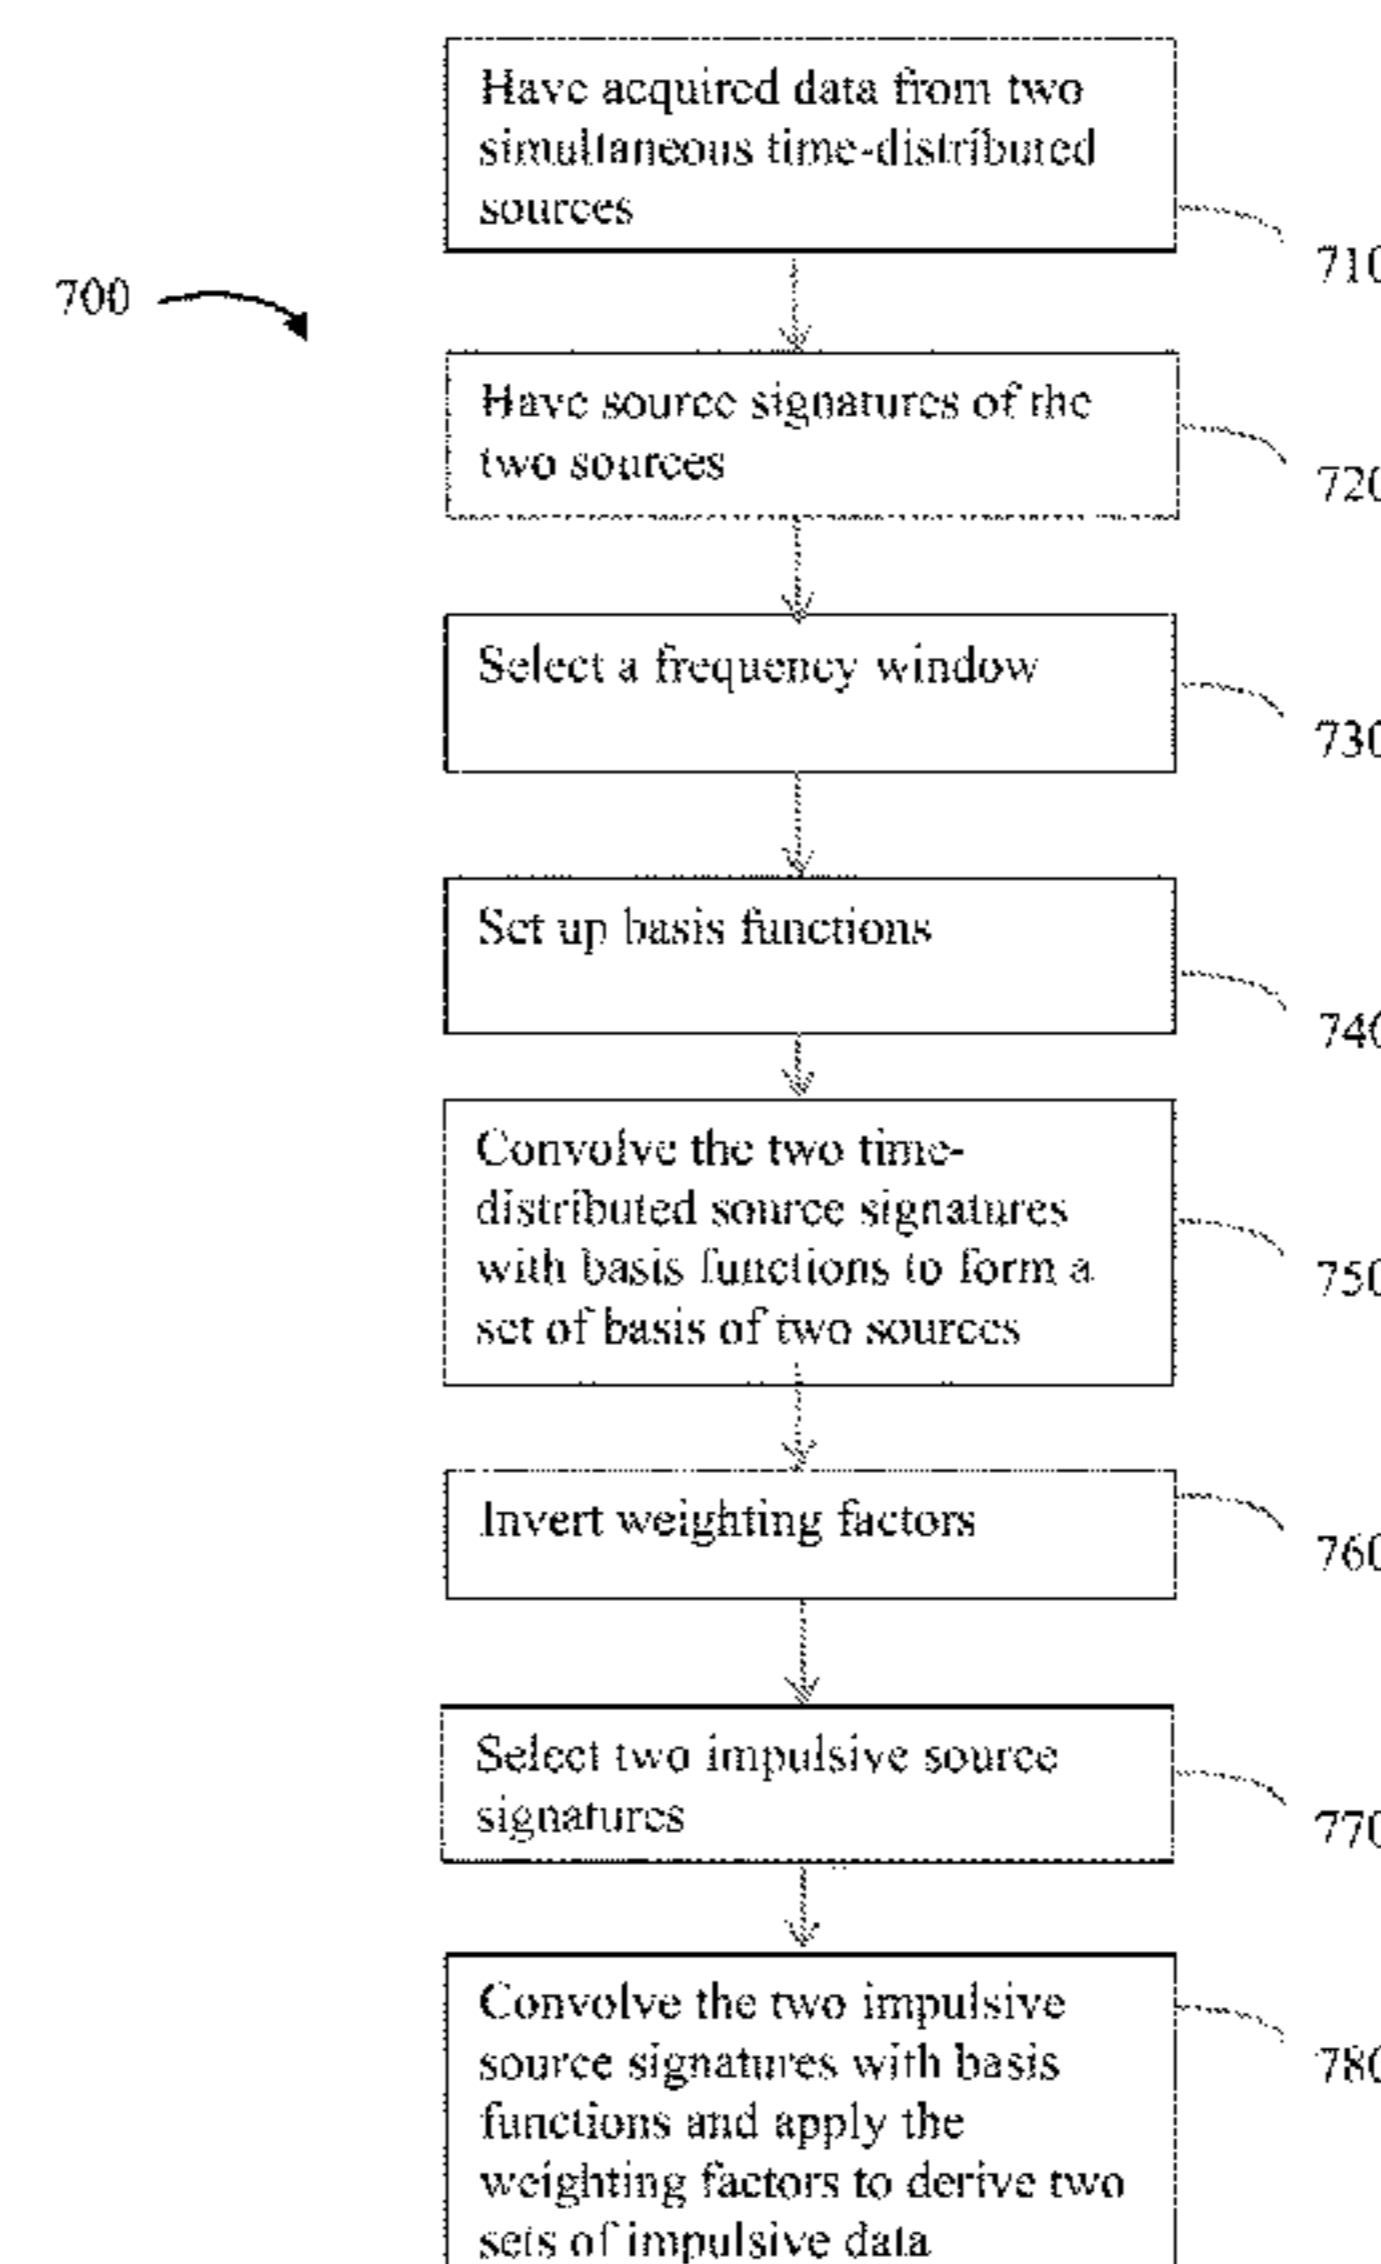 Have acquired data from two
simultaneous time-distributed
sources
710
700
Have source signatures of the
two sources
720
Select a frequency window
730
Set up basis functions
740
Convolve the two time-
distributed source signatures
with basis functions to form a
set of basis of two sources
750
Invert weighting factors
760
Select two impulsive source
signatures
770
Convolve the two impulsive
source signatures with basis
functions and apply the
weighting factors to derive two
sets of impulsive data
780